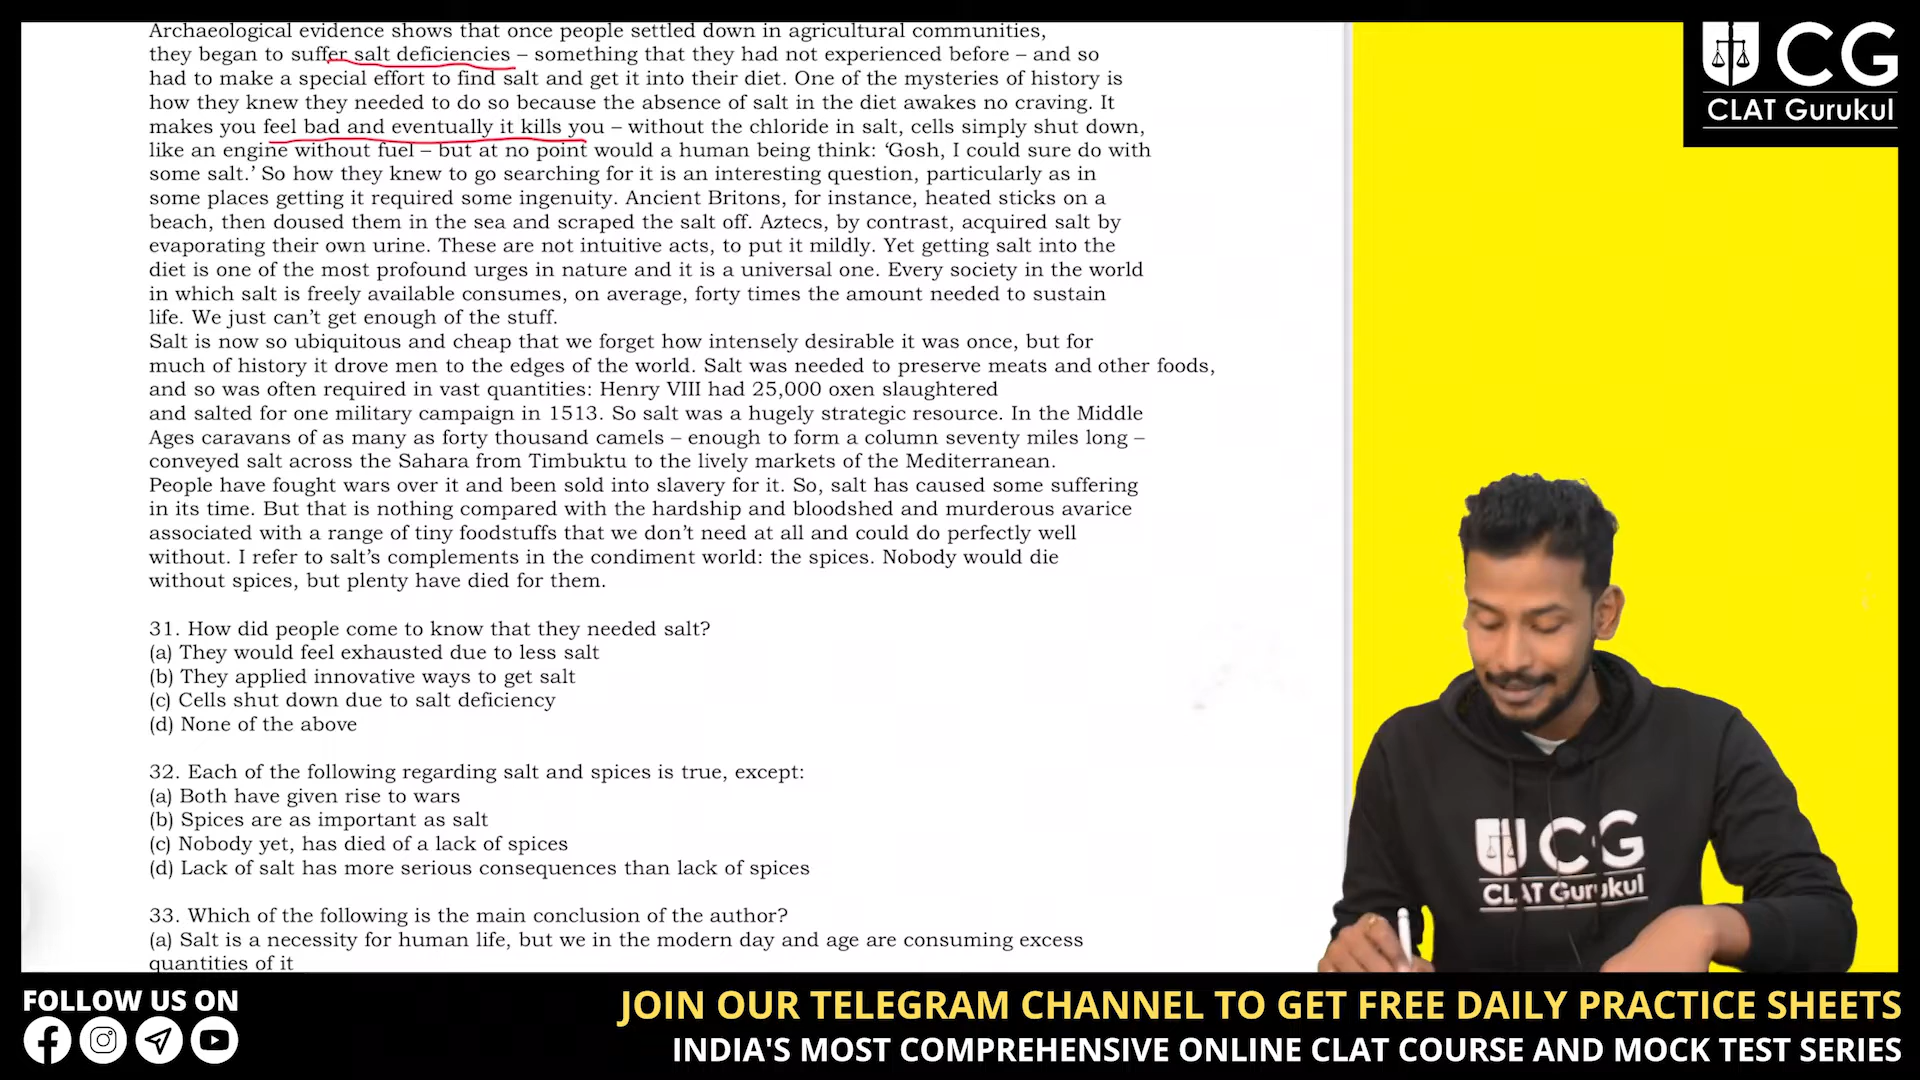 Archaeological evidence shows that once people settled down in agricultural communities,
they began to suffer salt deficiencies – something that they had not experienced before – and so
had to make a special effort to find salt and get it into their diet. One of the mysteries of history is
how they knew they needed to do so because the absence of salt in the diet awakes no craving. It
makes you feel bad and eventually it kills you – without the chloride in salt, cells simply shut down,
like an engine without fuel – but at no point would a human being think: ‘Gosh, I could sure do with
some salt.’ So how they knew to go searching for it is an interesting question, particularly as in
some places getting it required some ingenuity. Ancient Britons, for instance, heated sticks on a
beach, then doused them in the sea and scraped the salt off. Aztecs, by contrast, acquired salt by
evaporating their own urine. These are not intuitive acts, to put it mildly. Yet getting salt into the
diet is one of the most profound urges in nature and it is a universal one. Every society in the world
in which salt is freely available consumes, on average, forty times the amount needed to sustain
life. We just can’t get enough of the stuff.
Salt is now so ubiquitous and cheap that we forget how intensely desirable it was once, but for
much of history it drove men to the edges of the world. Salt was needed to preserve meats and other foods,
and so was often required in vast quantities: Henry VIII had 25,000 oxen slaughtered
and salted for one military campaign in 1513. So salt was a hugely strategic resource. In the Middle
Ages caravans of as many as forty thousand camels – enough to form a column seventy miles long –
conveyed salt across the Sahara from Timbuktu to the lively markets of the Mediterranean.
People have fought wars over it and been sold into slavery for it. So, salt has caused some suffering
in its time. But that is nothing compared with the hardship and bloodshed and murderous avarice
associated with a range of tiny foodstuffs that we don’t need at all and could do perfectly well
without. I refer to salt’s complements in the condiment world: the spices. Nobody would die
without spices, but plenty have died for them.
31. How did people come to know that they needed salt?
(a) They would feel exhausted due to less salt
(b) They applied innovative ways to get salt
(c) Cells shut down due to salt deficiency
(d) None of the above
32. Each of the following regarding salt and spices is true, except:
(a) Both have given rise to wars
(b) Spices are as important as salt
(c) Nobody yet, has died of a lack of spices
(d) Lack of salt has more serious consequences than lack of spices
33. Which of the following is the main conclusion of the author?
(a) Salt is a necessity for human life, but we in the modern day and age are consuming excess
quantities of it
CG
CLAT Gurukul
CG
CLAT Gurukul
FOLLOW US ON
JOIN OUR TELEGRAM CHANNEL TO GET FREE DAILY PRACTICE SHEETS
INDIA'S MOST COMPREHENSIVE ONLINE CLAT COURSE AND MOCK TEST SERIES